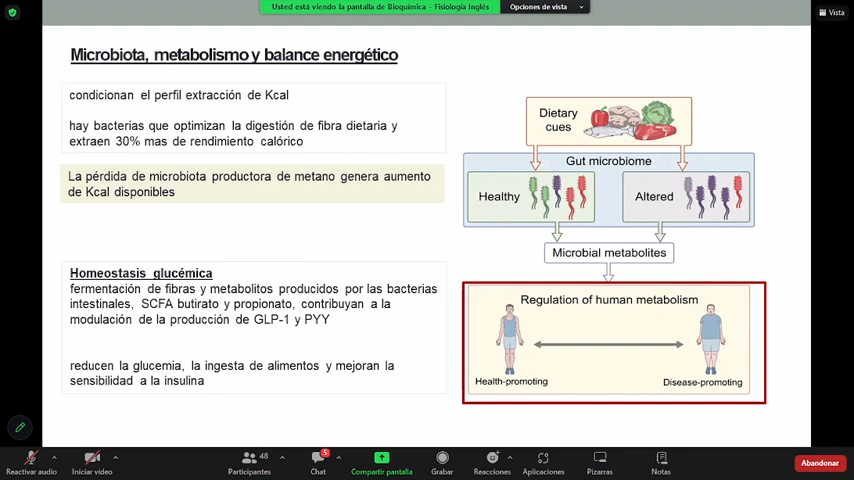 Usted está viendo la pantalla de Bioquímica - Fisiología Inglés
Opciones de vista
Vista
Microbiota, metabolismo y balance energético
condicionan el perfil extracción de Kcal
hay bacterias que optimizan la digestión de fibra dietaria y
extraen 30% mas de rendimiento calórico
La pérdida de microbiota productora de metano genera aumento
de Kcal disponibles
Homeostasis glucémica
fermentación de fibras y metabolitos producidos por las bacterias
intestinales, SCFA butirato y propionato, contribuyan a la
modulación de la producción de GLP-1 y PYY
reducen la glucemia, la ingesta de alimentos y mejoran la
sensibilidad a la insulina
Dietary
cues
Gut microbiome
Healthy
Altered
Microbial metabolites
Regulation of human metabolism
Health-promoting
Disease-promoting
Reactivar audio
Iniciar video
48
Participantes
5
Chat
Compartir pantalla
Grabar
Reacciones
Aplicaciones
Pizarras
Notas
Abandonar